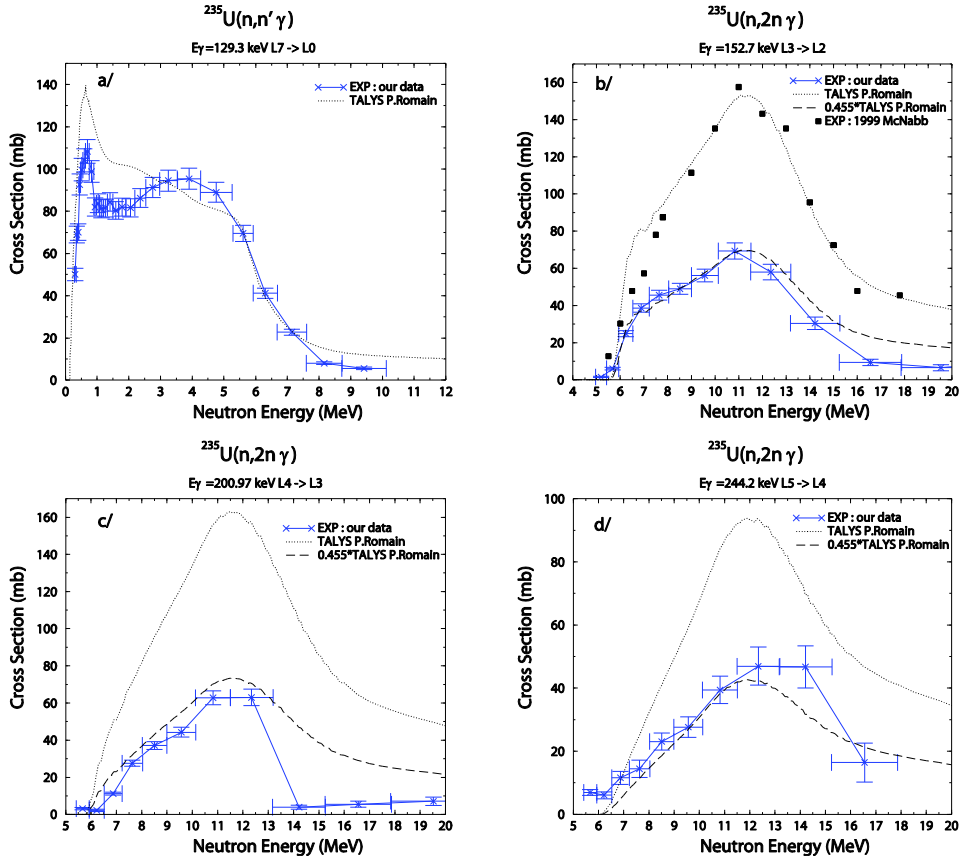 ²³⁵U(n,n' γ)
Eγ =129.3 keV L7 -> L0
a/
EXP : our data
TALYS P.Romain
Cross Section (mb)
140
120
100
80
60
40
20
0
0 1 2 3 4 5 6 7 8 9 10 11 12
Neutron Energy (MeV)
²³⁵U(n,2n γ)
Eγ =152.7 keV L3 -> L2
b/
EXP : our data
TALYS P.Romain
0.455*TALYS P.Romain
EXP : 1999 McNabb
Cross Section (mb)
160
140
120
100
80
60
40
20
0
4 5 6 7 8 9 10 11 12 13 14 15 16 17 18 19 20
Neutron Energy (MeV)
²³⁵U(n,2n γ)
Eγ =200.97 keV L4 -> L3
c/
EXP : our data
TALYS P.Romain
0.455*TALYS P.Romain
Cross Section (mb)
160
140
120
100
80
60
40
20
0
5 6 7 8 9 10 11 12 13 14 15 16 17 18 19 20
Neutron Energy (MeV)
²³⁵U(n,2n γ)
Eγ =244.2 keV L5 -> L4
d/
EXP : our data
TALYS P.Romain
0.455*TALYS P.Romain
Cross Section (mb)
100
80
60
40
20
0
5 6 7 8 9 10 11 12 13 14 15 16 17 18 19 20
Neutron Energy (MeV)